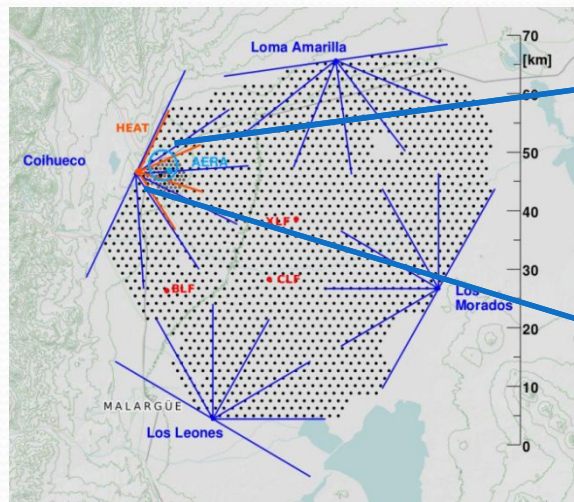 70
[km]
Loma Amarilla
60
HEAT
Coihueco
AERA
50
40
XLF
30
CLF
BLF
Los
Morados
20
10
MALARGÜE
Los Leones
0